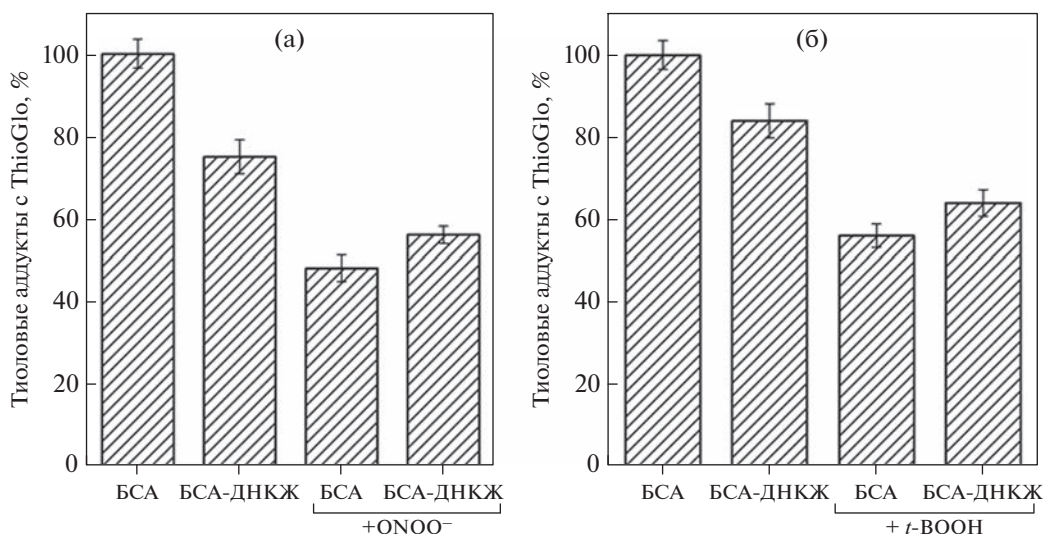 Тиоловые аддукты с ThioGlo, %
(а)
100
80
60
40
20
0
БСА БСА-ДНКЖ БСА БСА-ДНКЖ
+ONOO⁻
Тиоловые аддукты с ThioGlo, %
(б)
100
80
60
40
20
0
БСА БСА-ДНКЖ БСА БСА-ДНКЖ
+ t-BOOH